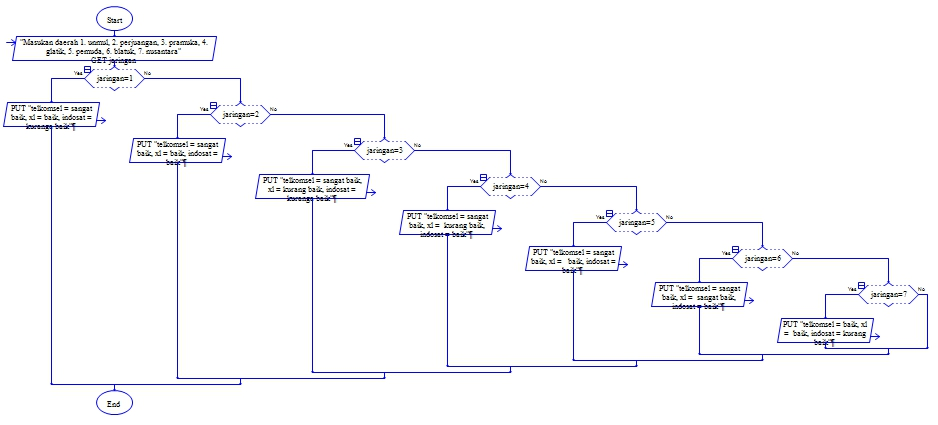 Start
"Masukan daerah 1. unmul, 2. perjuangan, 3. pramuka, 4.
glatik, 5. pemuda, 6. blatuk, 7. nusantara"
GET jaringan
Yes
jaringan=1
No
PUT "telkomsel = sangat
baik, xl = baik, indosat =
kurang baik"¶
Yes
jaringan=2
No
PUT "telkomsel = sangat
baik, xl = baik, indosat =
baik"¶
Yes
jaringan=3
No
PUT "telkomsel = sangat baik,
xl = kurang baik, indosat =
kurang baik"¶
Yes
jaringan=4
No
PUT "telkomsel = sangat
baik, xl = kurang baik,
indosat = baik"¶
Yes
jaringan=5
No
PUT "telkomsel = sangat
baik, xl = baik, indosat =
baik"¶
Yes
jaringan=6
No
PUT "telkomsel = sangat
baik, xl = sangat baik,
indosat = baik"¶
Yes
jaringan=7
No
PUT "telkomsel = baik, xl
= baik, indosat = kurang
baik"¶
End